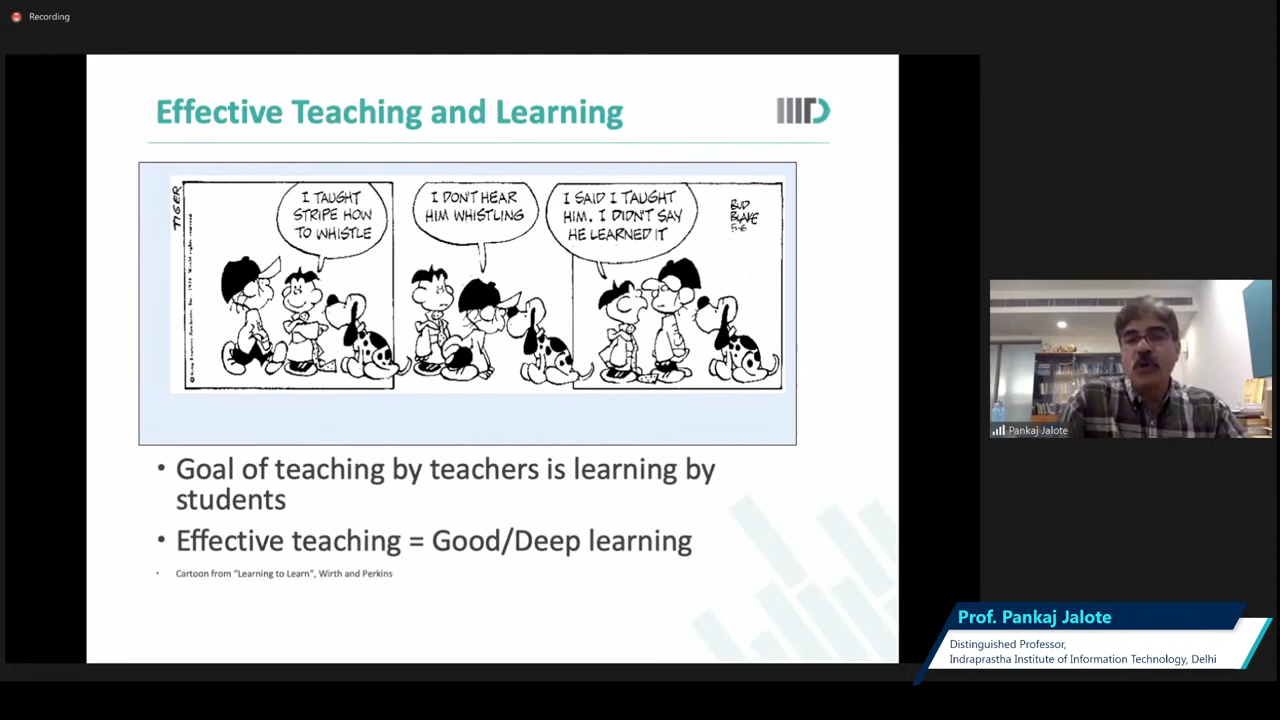 Recording
Effective Teaching and Learning
IIITD
TIGER
I TAUGHT
STRIPE HOW
TO WHISTLE
I DON'T HEAR
HIM WHISTLING
I SAID I TAUGHT
HIM. I DIDN'T SAY
HE LEARNED IT
BUD
BLAKE
5-6
• Goal of teaching by teachers is learning by
students
• Effective teaching = Good/Deep learning
• Cartoon from "Learning to Learn", Wirth and Perkins
Pankaj Jalote
Prof. Pankaj Jalote
Distinguished Professor,
Indraprastha Institute of Information Technology, Delhi